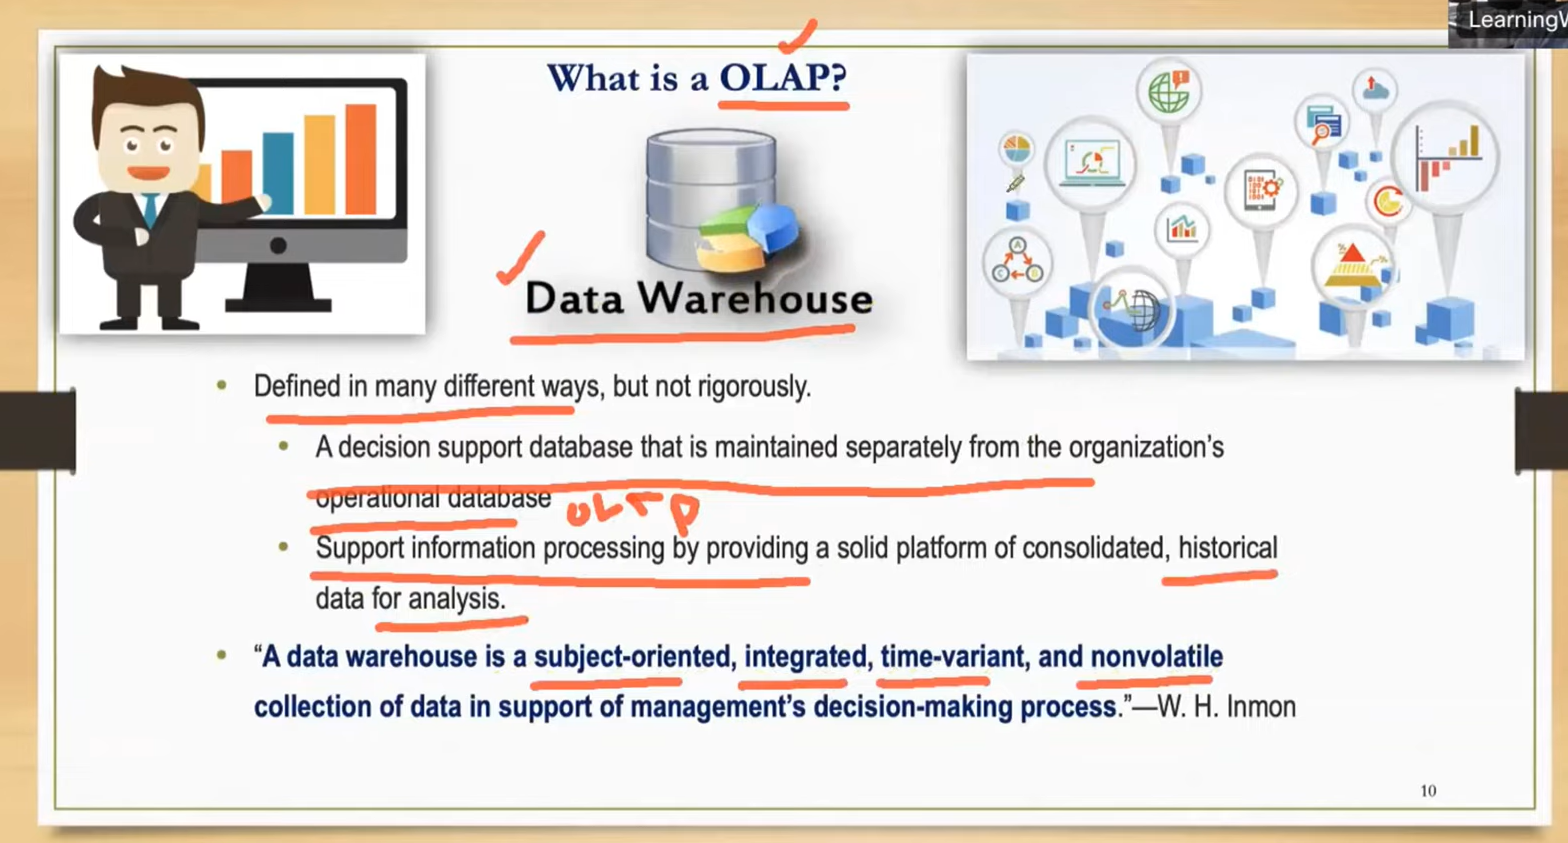 LearningW
What is a OLAP?
Data Warehouse
• Defined in many different ways, but not rigorously.
• A decision support database that is maintained separately from the organization's
operational database OLTP
• Support information processing by providing a solid platform of consolidated, historical
data for analysis.
• “A data warehouse is a subject-oriented, integrated, time-variant, and nonvolatile
collection of data in support of management's decision-making process.”—W. H. Inmon
10